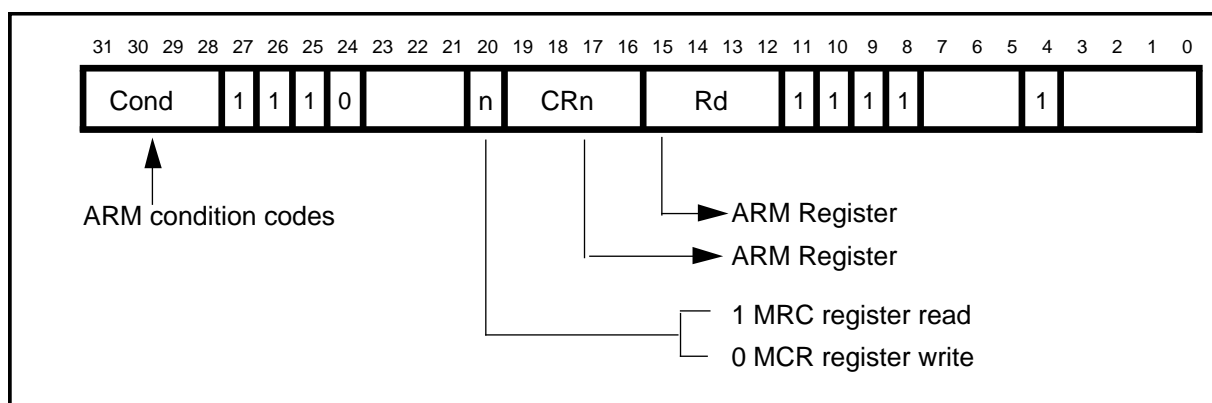 31 30 29 28 27 26 25 24 23 22 21 20 19 18 17 16 15 14 13 12 11 10 9 8 7 6 5 4 3 2 1 0
Cond 1 1 1 0 n CRn Rd 1 1 1 1 1
ARM condition codes
ARM Register
ARM Register
1 MRC register read
0 MCR register write